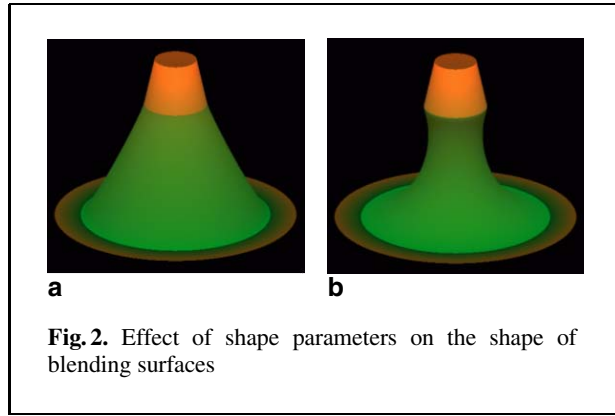 a
b
Fig. 2. Effect of shape parameters on the shape of
blending surfaces